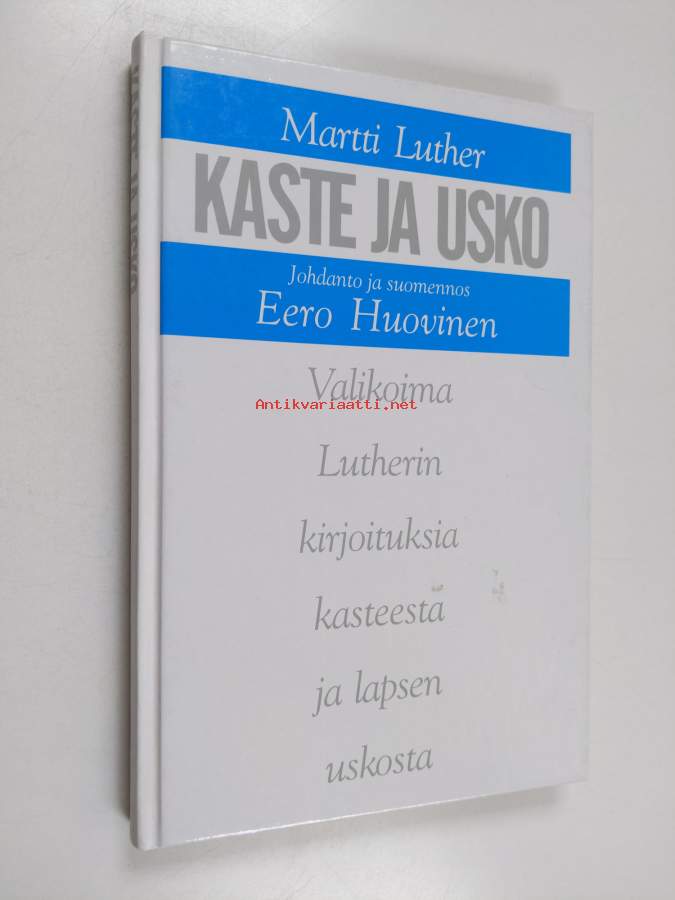 Martti Luther
KASTE JA USKO
Johdanto ja suomennos
Eero Huovinen
Valikoima
Antikvariaatti.net
Lutherin
kirjoituksia
kasteesta
ja lapsen
uskosta